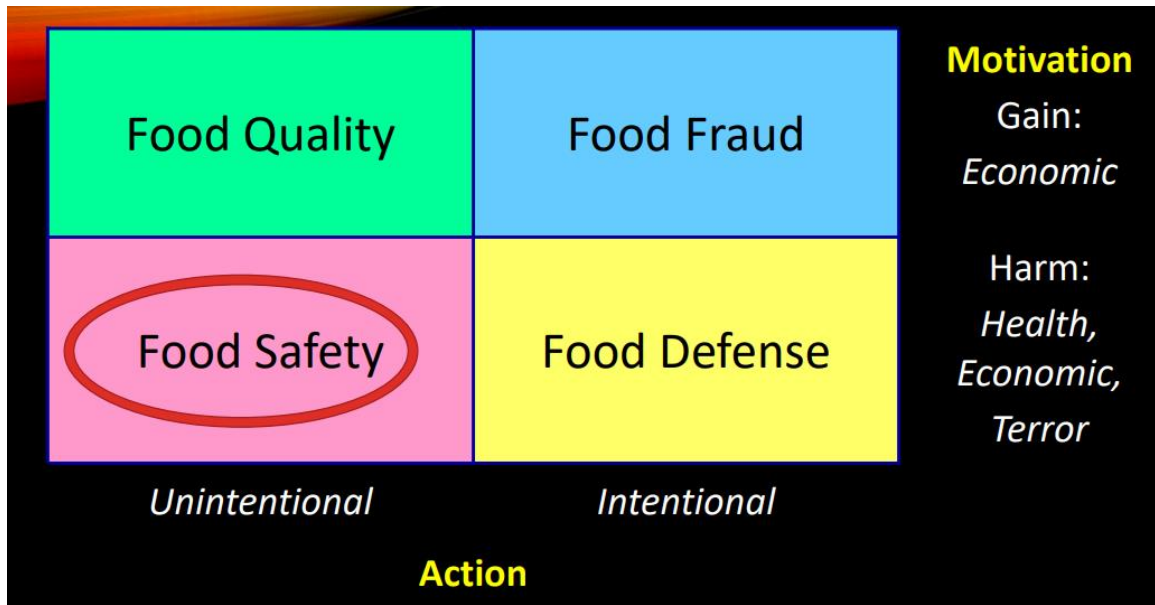 Food Quality
Food Fraud
Motivation
Gain:
Economic
Food Safety
Food Defense
Harm:
Health,
Economic,
Terror
Unintentional
Intentional
Action